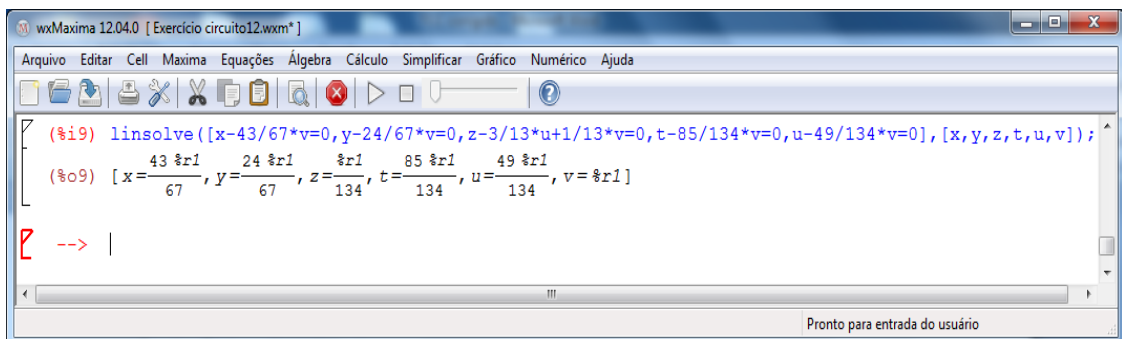 wxMaxima 12.04.0 [ Exercício circuito12.wxm* ]
Arquivo Editar Cell Maxima Equações Álgebra Cálculo Simplificar Gráfico Numérico Ajuda
(%i9) linsolve([x-43/67*v=0,y-24/67*v=0,z-3/13*u+1/13*v=0,t-85/134*v=0,u-49/134*v=0],[x,y,z,t,u,v]);
(%o9) [x=43 %r1/67, y=24 %r1/67, z=%r1/134, t=85 %r1/134, u=49 %r1/134, v=%r1]
-->
Pronto para entrada do usuário